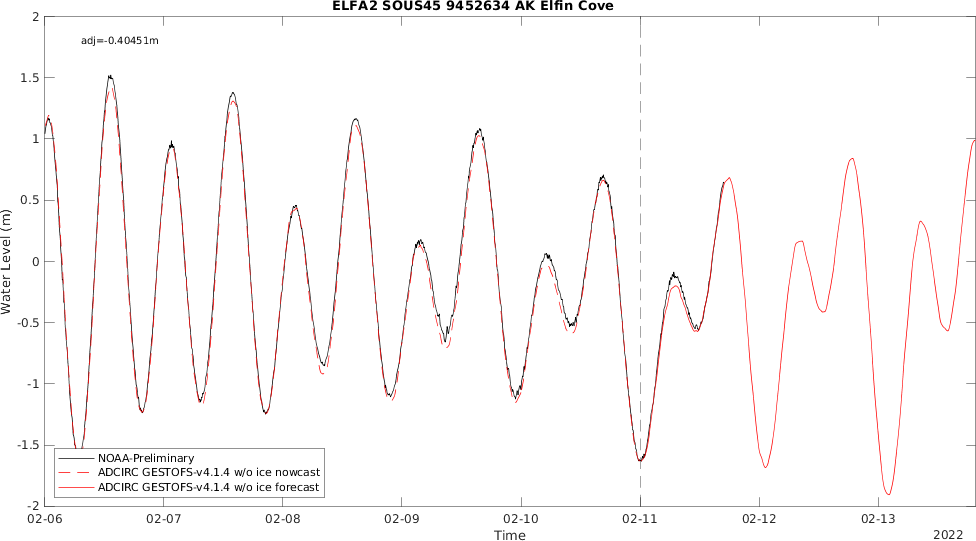 ELFA2 SOUS45 9452634 AK Elfin Cove
adj=-0.40451m
2
1.5
1
0.5
0
-0.5
-1
-1.5
-2
Water Level (m)
NOAA-Preliminary
ADCIRC GESTOFS-v4.1.4 w/o ice nowcast
ADCIRC GESTOFS-v4.1.4 w/o ice forecast
02-06 02-07 02-08 02-09 02-10 02-11 02-12 02-13
Time
2022